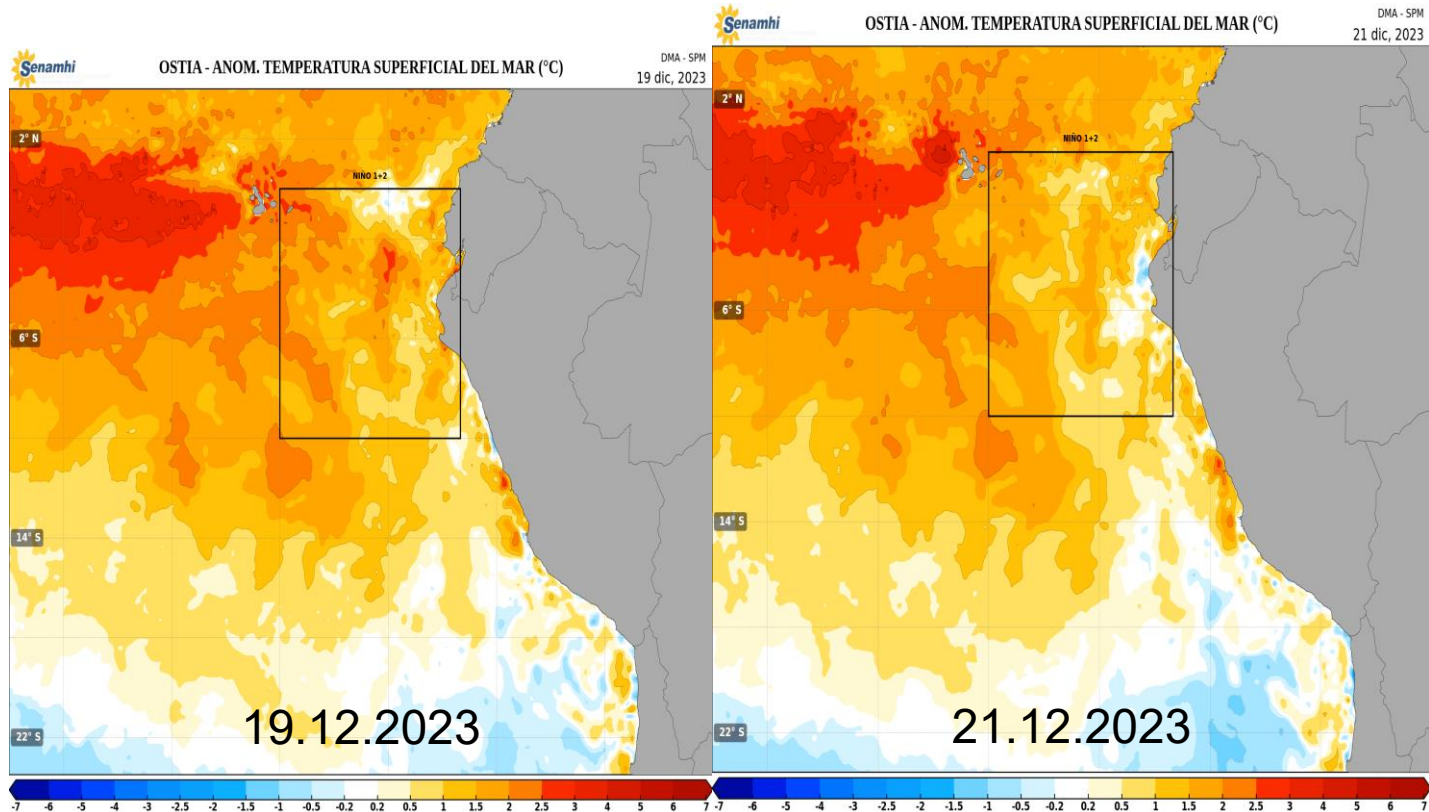 Senamhi
OSTIA - ANOM. TEMPERATURA SUPERFICIAL DEL MAR (°C)
DMA - SPM
19 dic, 2023
2° N
NIÑO 1+2
6° S
14° S
22° S
19.12.2023
-7 -6 -5 -4 -3 -2.5 -2 -1.5 -1 -0.5 -0.2 0.2 0.5 1 1.5 2 2.5 3 4 5 6 7
Senamhi
OSTIA - ANOM. TEMPERATURA SUPERFICIAL DEL MAR (°C)
DMA - SPM
21 dic, 2023
2° N
NIÑO 1+2
6° S
14° S
22° S
21.12.2023
-7 -6 -5 -4 -3 -2.5 -2 -1.5 -1 -0.5 -0.2 0.2 0.5 1 1.5 2 2.5 3 4 5 6 7